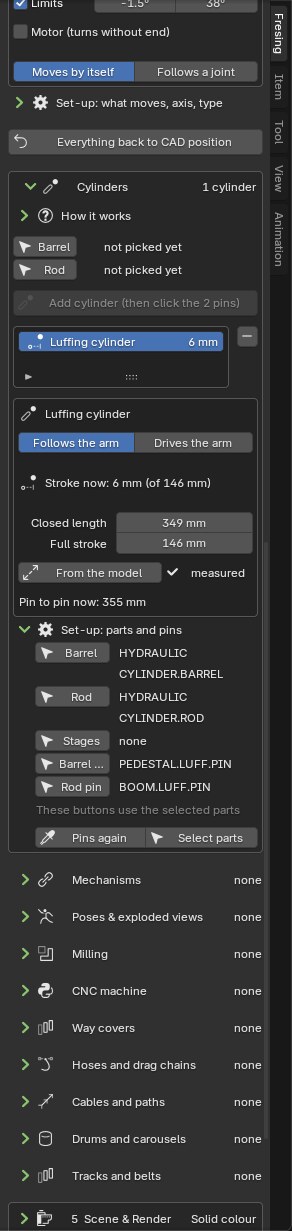 Limits
-1.5°
38°
Motor (turns without end)
Moves by itself
Follows a joint
Set-up: what moves, axis, type
Everything back to CAD position
Cylinders
1 cylinder
How it works
Barrel
not picked yet
Rod
not picked yet
Add cylinder (then click the 2 pins)
Luffing cylinder
6 mm
Luffing cylinder
Follows the arm
Drives the arm
Stroke now: 6 mm (of 146 mm)
Closed length
349 mm
Full stroke
146 mm
From the model
measured
Pin to pin now: 355 mm
Set-up: parts and pins
Barrel
HYDRAULIC
CYLINDER.BARREL
Rod
HYDRAULIC
CYLINDER.ROD
Stages
none
Barrel ...
PEDESTAL.LUFF.PIN
Rod pin
BOOM.LUFF.PIN
These buttons use the selected parts
Pins again
Select parts
Mechanisms
none
Poses & exploded views
none
Milling
none
CNC machine
none
Way covers
none
Hoses and drag chains
none
Cables and paths
none
Drums and carousels
none
Tracks and belts
none
5 Scene & Render
Solid colour
Fresing
Item
Tool
View
Animation